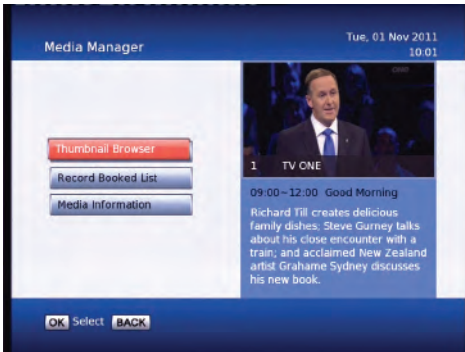 Media Manager
Tue, 01 Nov 2011
10:01
Thumbnail Browser
Record Booked List
Media Information
1 TV ONE
09:00~12:00 Good Morning
Richard Till creates delicious
family dishes; Steve Gurney talks
about his close encounter with a
train; and acclaimed New Zealand
artist Grahame Sydney discusses
his new book.
OK Select BACK